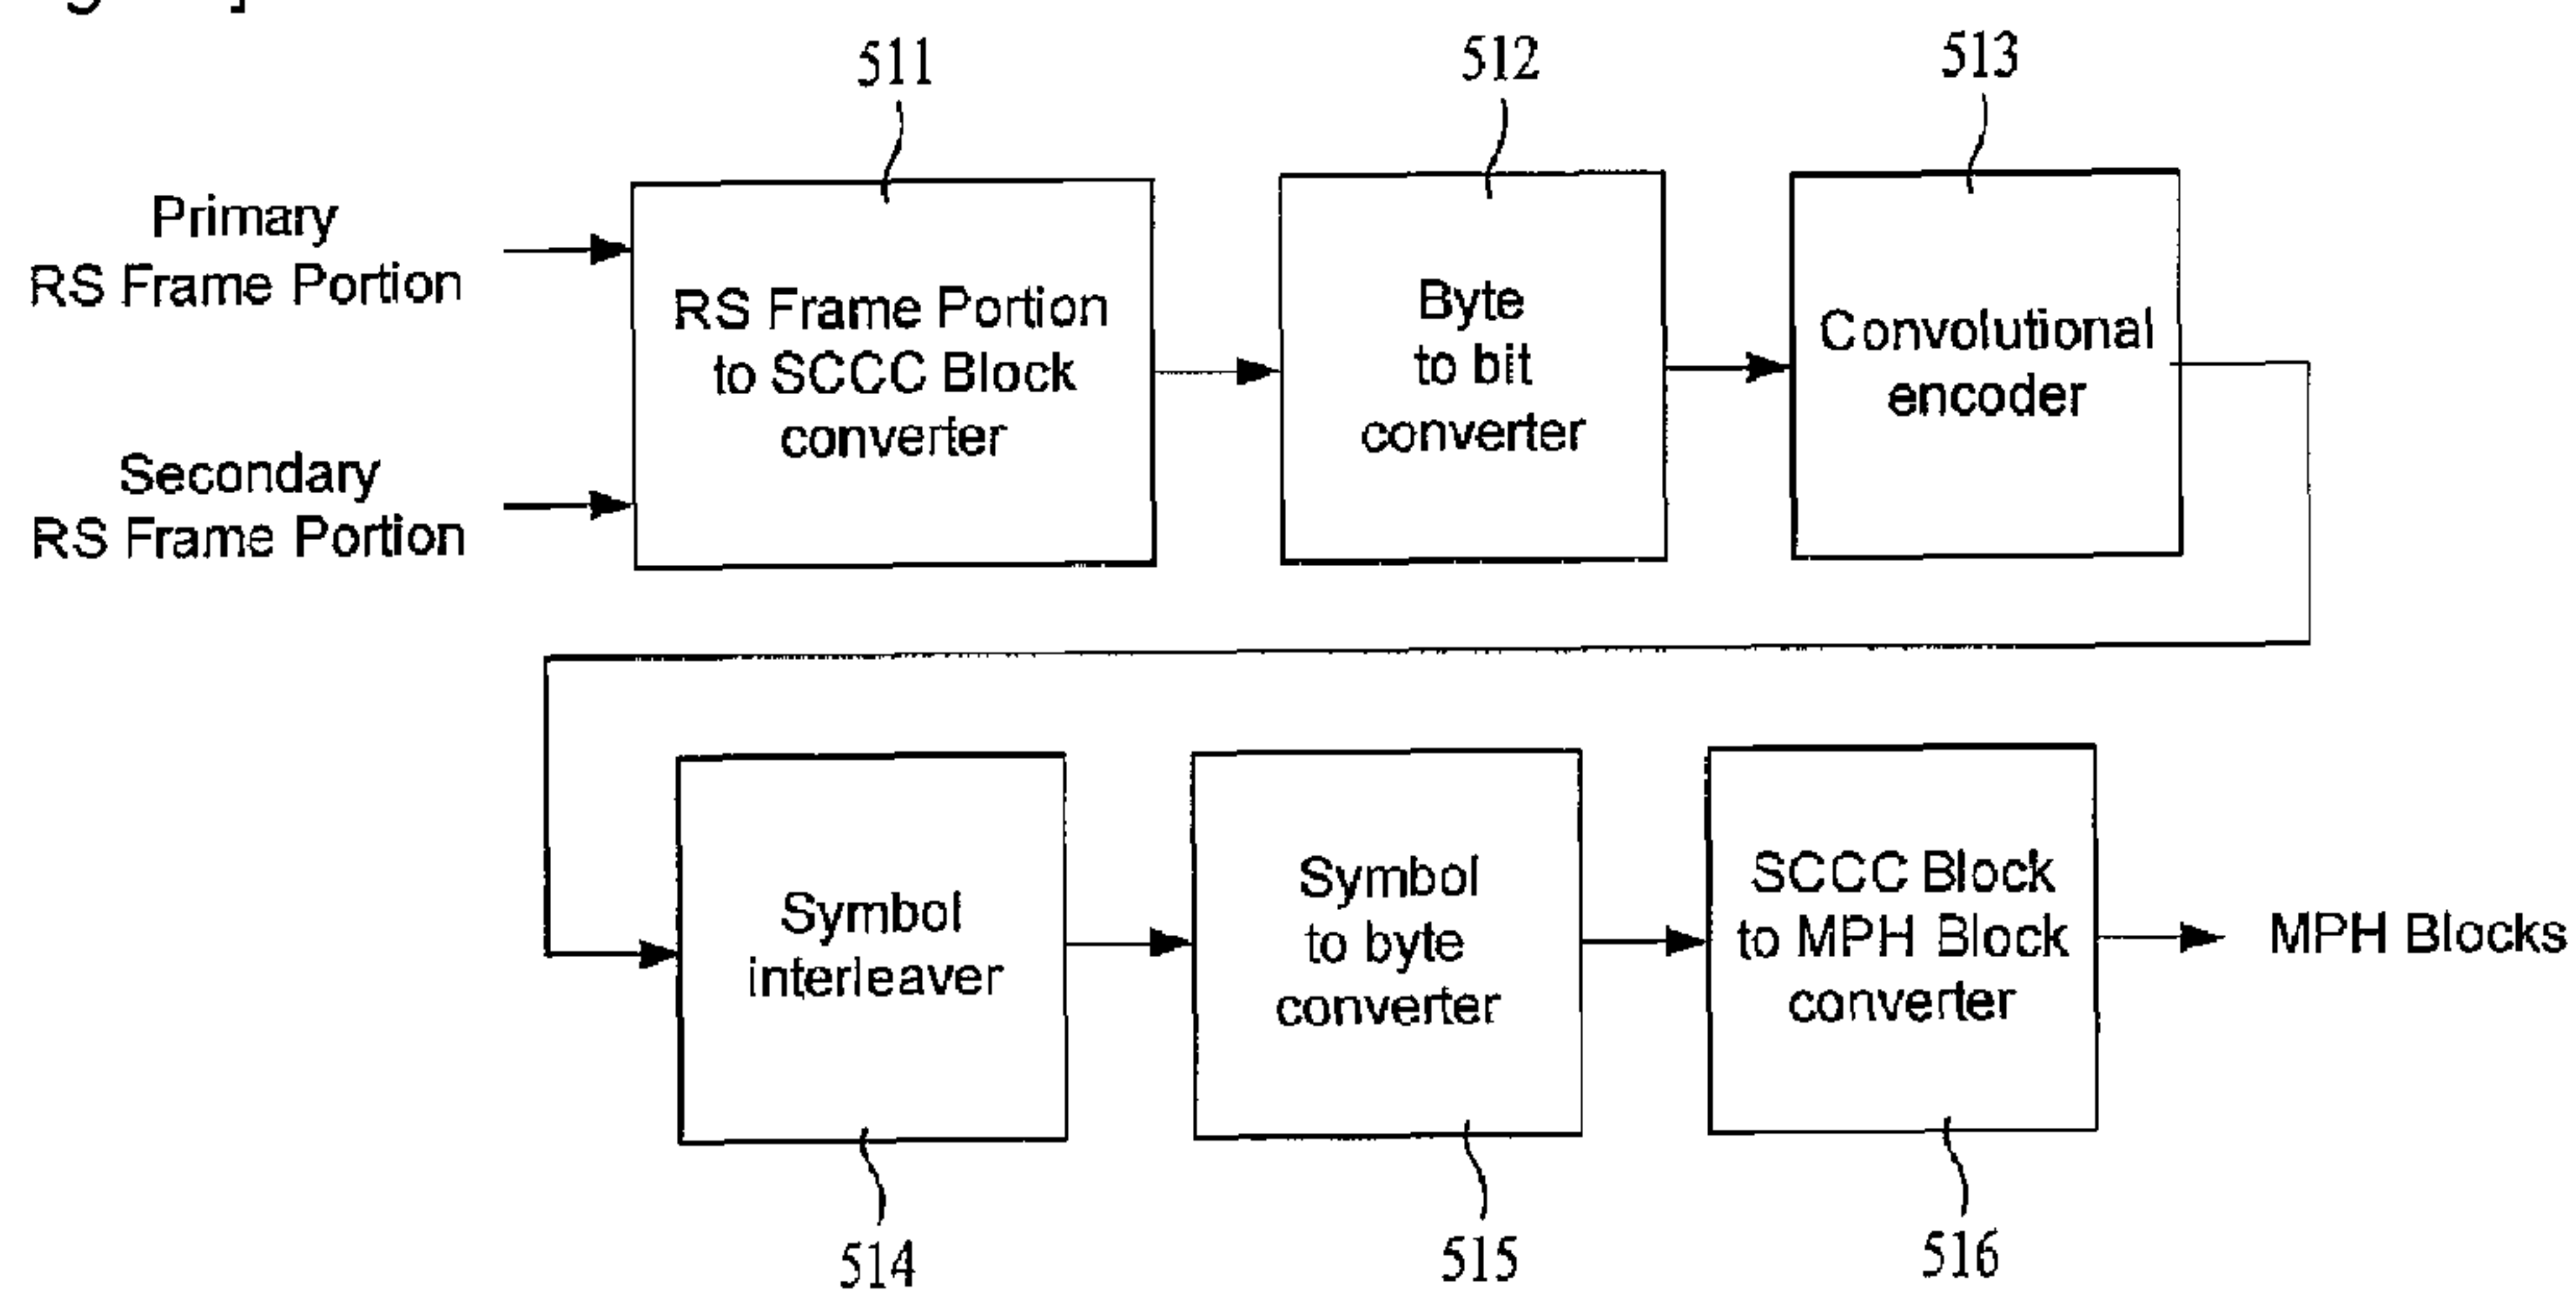 511
512
513
Primary
RS Frame Portion
Secondary
RS Frame Portion
RS Frame Portion
to SCCC Block
converter
Byte
to bit
converter
Convolutional
encoder
Symbol
interleaver
Symbol
to byte
converter
SCCC Block
to MPH Block
converter
MPH Blocks
514
515
516